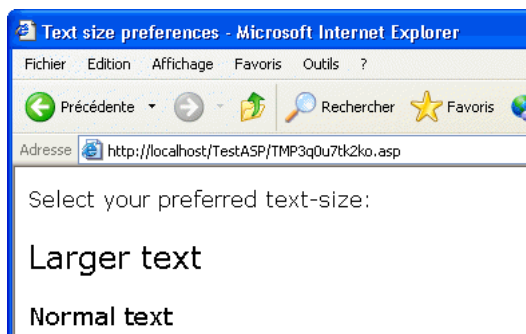 Text size preferences - Microsoft Internet Explorer
Fichier Edition Affichage Favoris Outils ?
Précédente Rechercher Favoris
Adresse http://localhost/TestASP/TMP3q0u7tk2ko.asp
Select your preferred text-size:
Larger text
Normal text